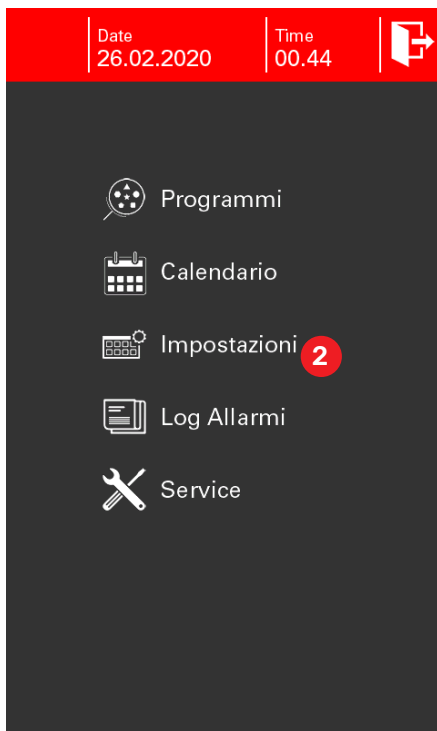 Date
26.02.2020
Time
00.44
Programmi
Calendario
Impostazioni 2
Log Allarmi
Service